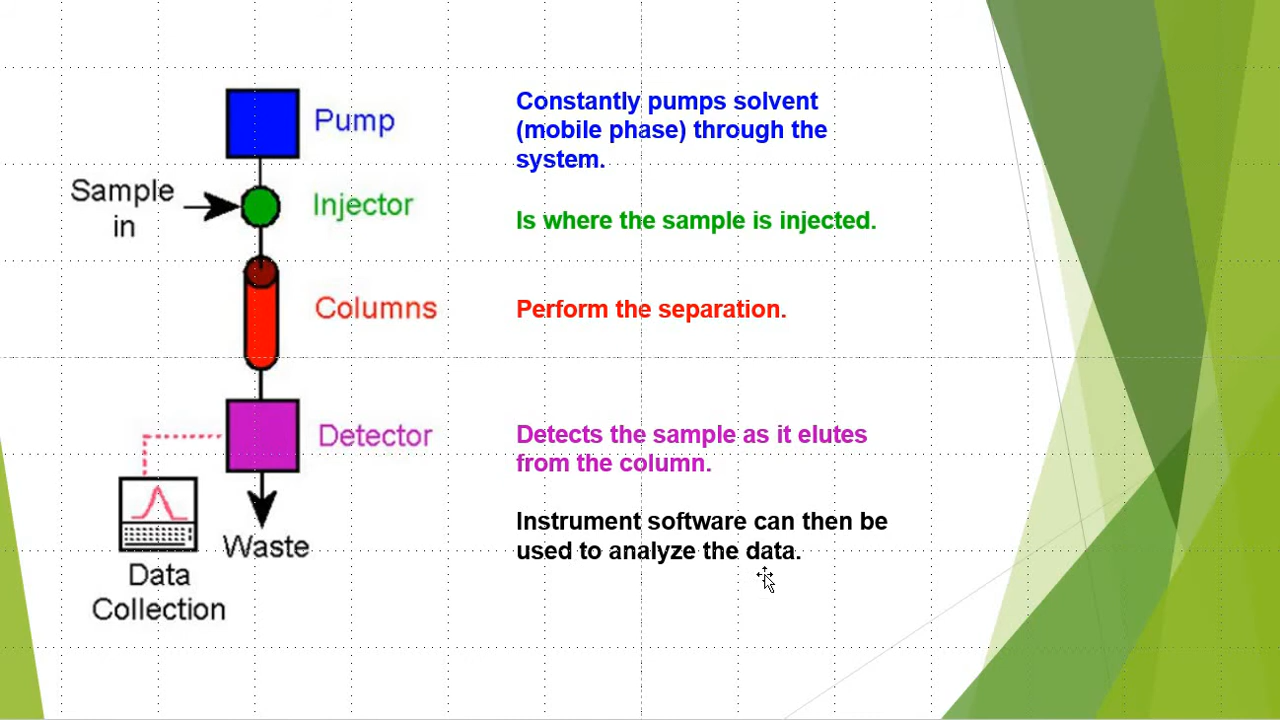 Pump
Constantly pumps solvent
(mobile phase) through the
system.
Sample
in
Injector
Is where the sample is injected.
Columns
Perform the separation.
Detector
Detects the sample as it elutes
from the column.
Waste
Instrument software can then be
used to analyze the data.
Data
Collection